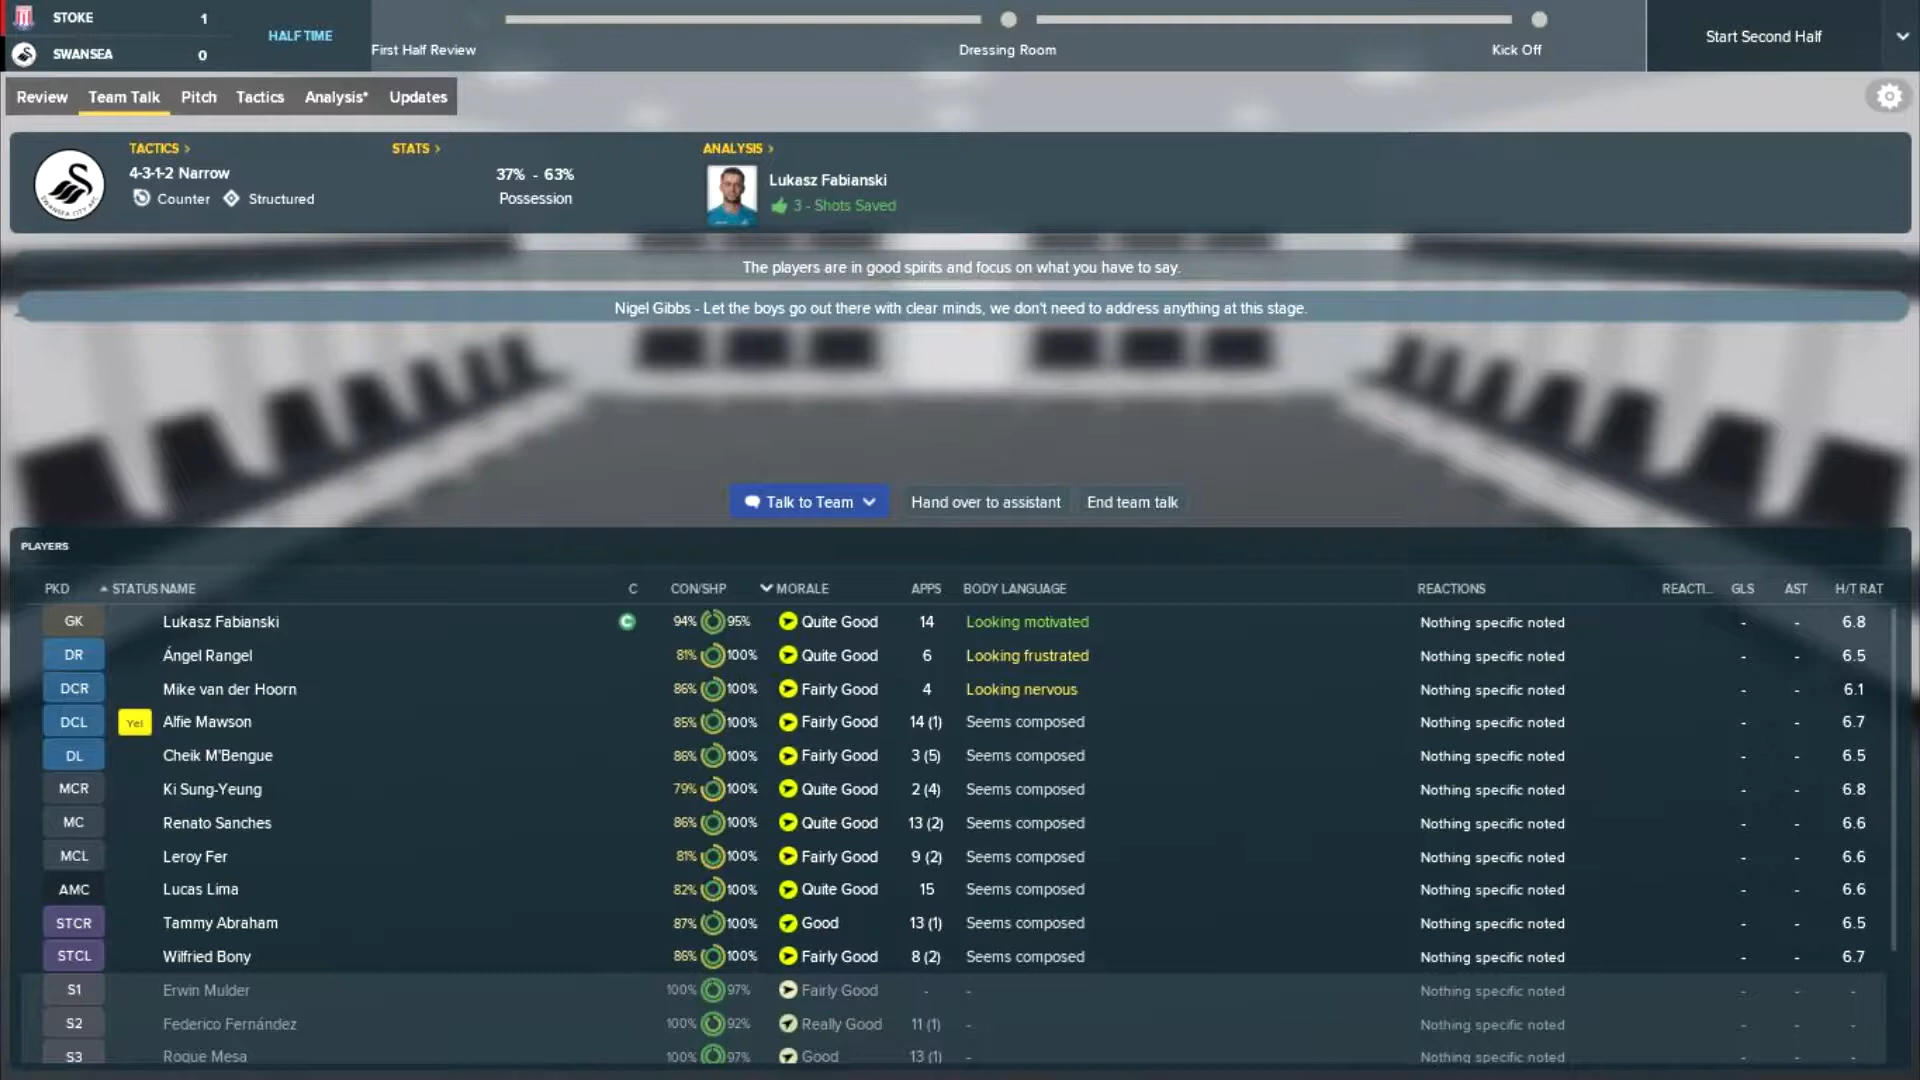 STOKE 1
SWANSEA 0
HALF TIME
First Half Review Dressing Room Kick Off
Start Second Half
Review Team Talk Pitch Tactics Analysis* Updates
TACTICS >
4-3-1-2 Narrow
Counter Structured
STATS >
37% - 63%
Possession
ANALYSIS >
Lukasz Fabianski
3 - Shots Saved
The players are in good spirits and focus on what you have to say.
Nigel Gibbs - Let the boys go out there with clear minds, we don't need to address anything at this stage.
Talk to Team Hand over to assistant End team talk
PLAYERS
PKD STATUS NAME C CON/SHP MORALE APPS BODY LANGUAGE REACTIONS REACTI... GLS AST H/T RAT
GK Lukasz Fabianski C 94% 95% Quite Good 14 Looking motivated Nothing specific noted - - 6.8
DR Ángel Rangel 81% 100% Quite Good 6 Looking frustrated Nothing specific noted - - 6.5
DCR Mike van der Hoorn 86% 100% Fairly Good 4 Looking nervous Nothing specific noted - - 6.1
DCL Yel Alfie Mawson 85% 100% Fairly Good 14 (1) Seems composed Nothing specific noted - - 6.7
DL Cheik M'Bengue 86% 100% Fairly Good 3 (5) Seems composed Nothing specific noted - - 6.5
MCR Ki Sung-Yeung 79% 100% Quite Good 2 (4) Seems composed Nothing specific noted - - 6.8
MC Renato Sanches 86% 100% Quite Good 13 (2) Seems composed Nothing specific noted - - 6.6
MCL Leroy Fer 81% 100% Fairly Good 9 (2) Seems composed Nothing specific noted - - 6.6
AMC Lucas Lima 82% 100% Quite Good 15 Seems composed Nothing specific noted - - 6.6
STCR Tammy Abraham 87% 100% Good 13 (1) Seems composed Nothing specific noted - - 6.5
STCL Wilfried Bony 86% 100% Fairly Good 8 (2) Seems composed Nothing specific noted - - 6.7
S1 Erwin Mulder 100% 97% Fairly Good - - Nothing specific noted - - -
S2 Federico Fernández 100% 92% Really Good 11 (1) - Nothing specific noted - - -
S3 Roque Mesa 100% 97% Good 13 (1) - Nothing specific noted - - -